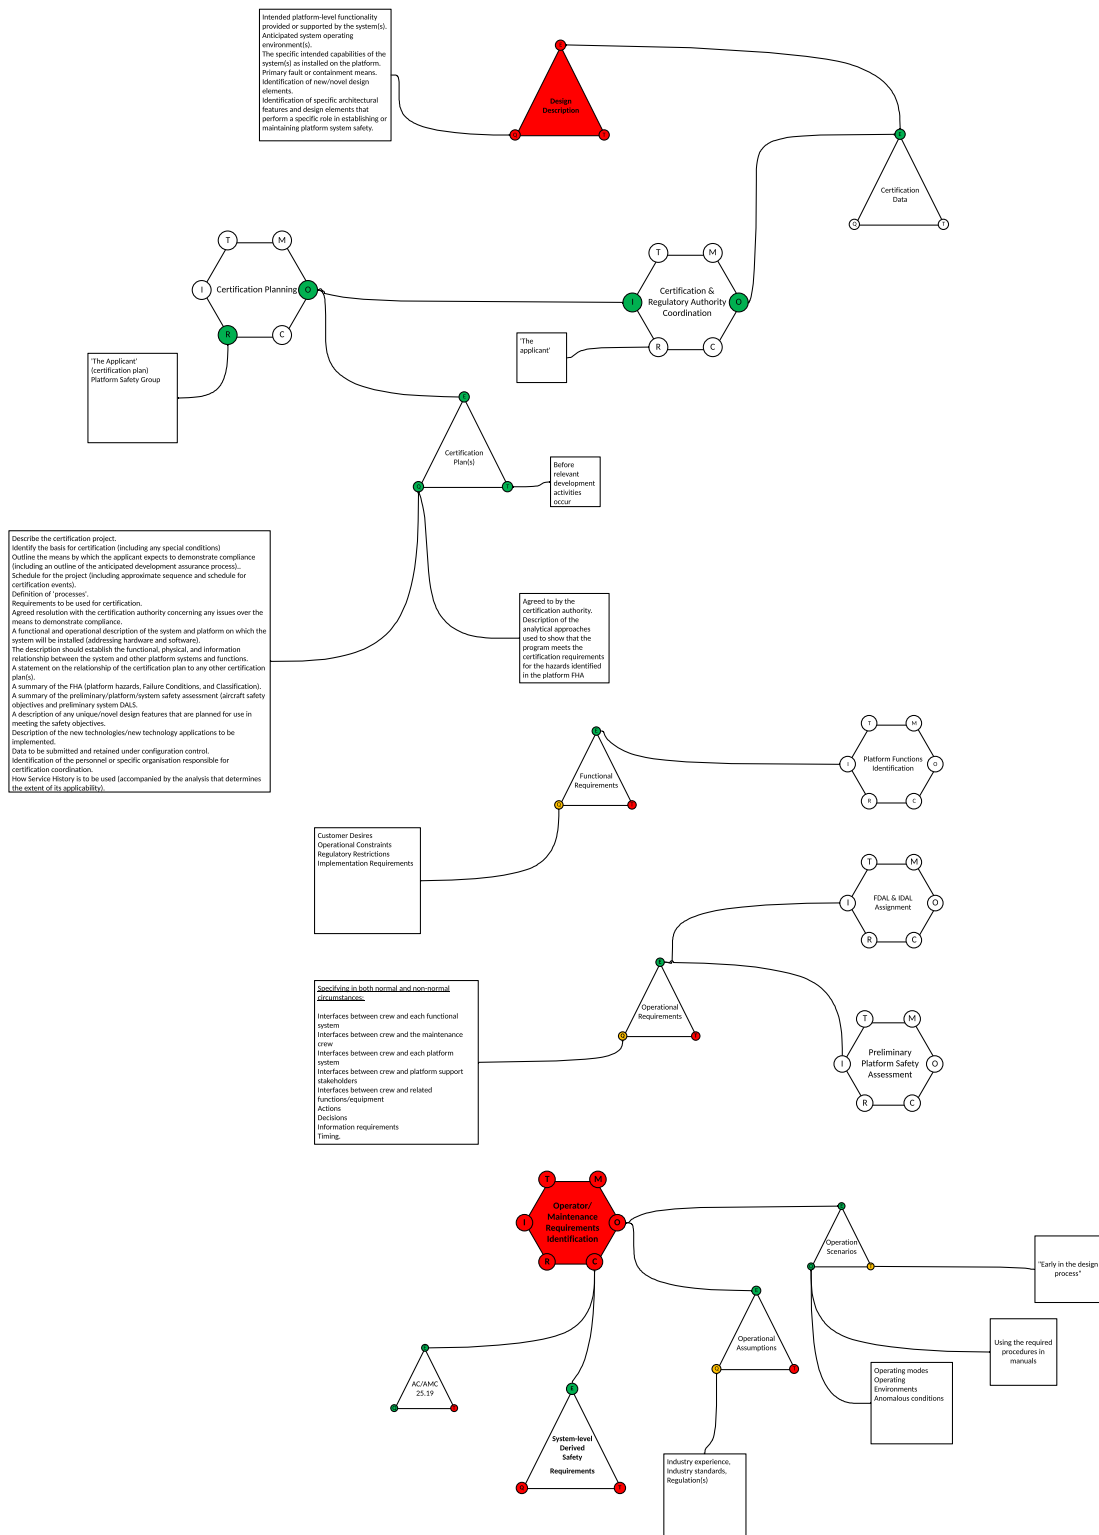 Intended platform-level functionality
provided or supported by the system(s).
Anticipated system operating
environment(s).
The specific intended capabilities of the
system(s) as installed on the platform.
Primary fault or containment means.
Identification of new/novel design
elements.
Identification of specific architectural
features and design elements that
perform a specific role in establishing or
maintaining platform system safety.
E
Design
Description
Q
T
E
Certification
Data
Q
T
T
M
I
Certification Planning
O
R
C
T
M
I
Certification &
Regulatory Authority
Coordination
O
R
C
'The
applicant'
'The Applicant'
(certification plan)
Platform Safety Group
E
Certification
Plan(s)
Q
T
Before
relevant
development
activities
occur
Describe the certification project.
Identify the basis for certification (including any special conditions)
Outline the means by which the applicant expects to demonstrate compliance
(including an outline of the anticipated development assurance process)..
Schedule for the project (including approximate sequence and schedule for
certification events).
Definition of 'processes'.
Requirements to be used for certification.
Agreed resolution with the certification authority concerning any issues over the
means to demonstrate compliance.
A functional and operational description of the system and platform on which the
system will be installed (addressing hardware and software).
The description should establish the functional, physical, and information
relationship between the system and other platform systems and functions.
A statement on the relationship of the certification plan to any other certification
plan(s).
A summary of the FHA (platform hazards, Failure Conditions, and Classification).
A summary of the preliminary/platform/system safety assessment (aircraft safety
objectives and preliminary system DALS.
A description of any unique/novel design features that are planned for use in
meeting the safety objectives.
Description of the new technologies/new technology applications to be
implemented.
Data to be submitted and retained under configuration control.
Identification of the personnel or specific organisation responsible for
certification coordination.
How Service History is to be used (accompanied by the analysis that determines
the extent of its applicability).
Agreed to by the
certification authority.
Description of the
analytical approaches
used to show that the
program meets the
certification requirements
for the hazards identified
in the platform FHA
E
Functional
Requirements
Q
T
T
M
I
Platform Functions
Identification
O
R
C
Customer Desires
Operational Constraints
Regulatory Restrictions
Implementation Requirements
T
M
I
FDAL & IDAL
Assignment
O
R
C
E
Operational
Requirements
Q
T
Specifying in both normal and non-normal
circumstances:
Interfaces between crew and each functional
system
Interfaces between crew and the maintenance
crew
Interfaces between crew and each platform
system
Interfaces between crew and platform support
stakeholders
Interfaces between crew and related
functions/equipment
Actions
Decisions
Information requirements
Timing.
T
M
I
Preliminary
Platform Safety
Assessment
O
R
C
T
M
I
Operator/
Maintenance
Requirements
Identification
O
R
C
E
Operation
Scenarios
Q
T
"Early in the design
process"
Using the required
procedures in
manuals
Operating modes
Operating
Environments
Anomalous conditions
E
Operational
Assumptions
Q
T
Industry experience,
Industry standards,
Regulation(s)
E
AC/AMC
25.19
Q
T
E
System-level
Derived
Safety
Requirements
Q
T